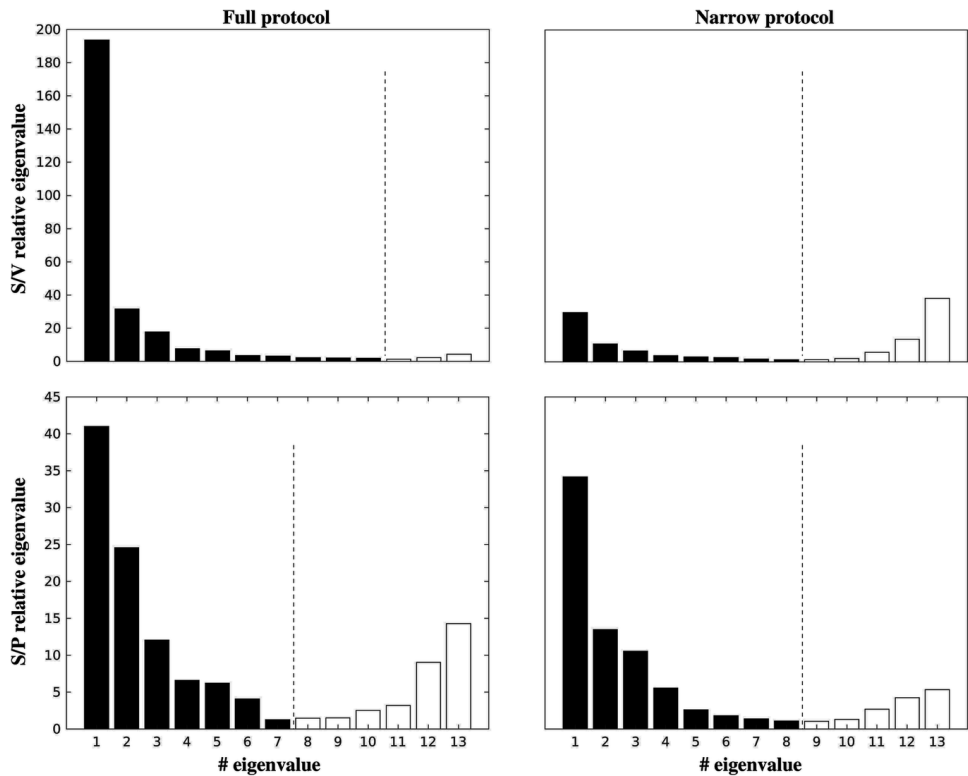 Full protocol
Narrow protocol
S/V relative eigenvalue
200
180
160
140
120
100
80
60
40
20
0
S/P relative eigenvalue
45
40
35
30
25
20
15
10
5
0
1 2 3 4 5 6 7 8 9 10 11 12 13
1 2 3 4 5 6 7 8 9 10 11 12 13
# eigenvalue
# eigenvalue